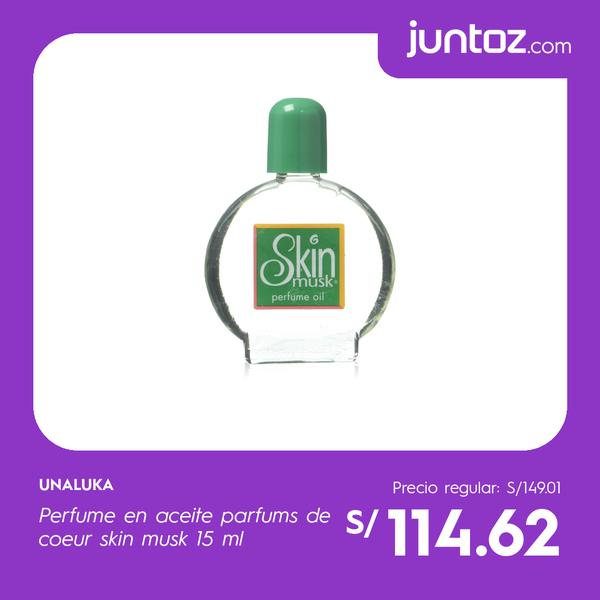 juntoz.com
Skin
musk®
perfume oil
UNALUKA
Perfume en aceite parfums de
coeur skin musk 15 ml
Precio regular: S/149.01
S/114.62